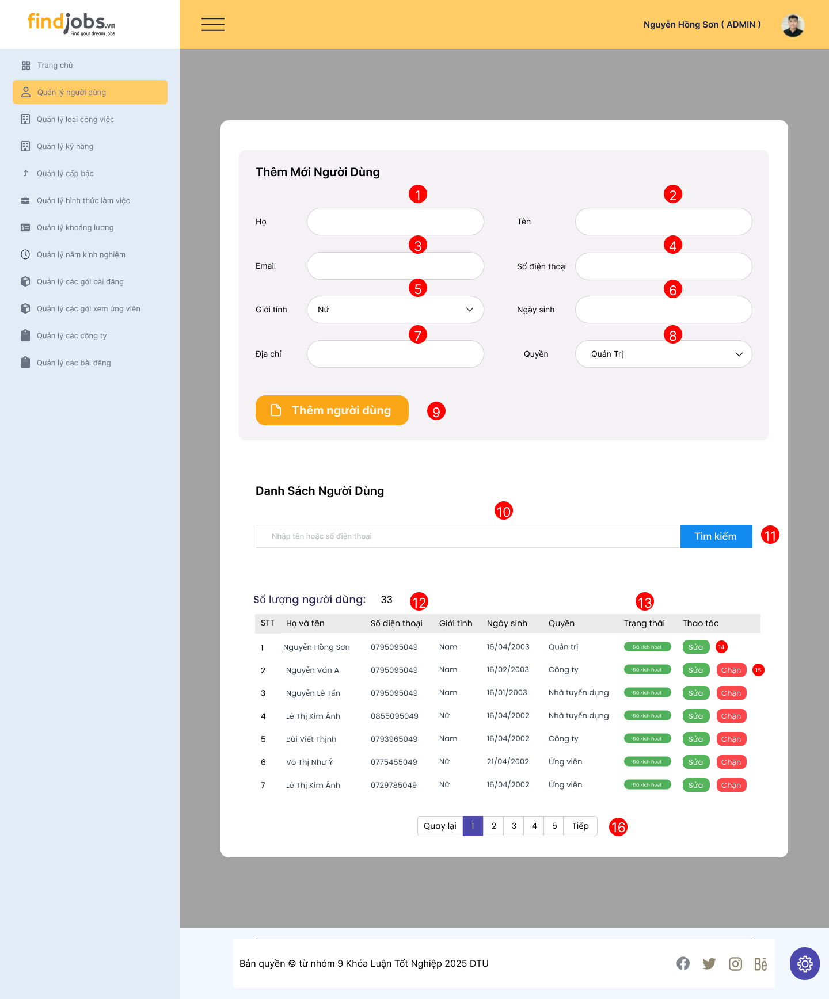 findjobs.vn
Find your dream jobs
Nguyễn Hồng Sơn ( ADMIN )
Trang chủ
Quản lý người dùng
Quản lý loại công việc
Quản lý kỹ năng
Quản lý cấp bậc
Quản lý hình thức làm việc
Quản lý khoảng lương
Quản lý năm kinh nghiệm
Quản lý các gói bài đăng
Quản lý các gói xem ứng viên
Quản lý các công ty
Quản lý các bài đăng
Thêm Mới Người Dùng
1 2
Họ Tên
3 4
Email Số điện thoại
5 6
Giới tính Nữ Ngày sinh
7 8
Địa chỉ Quyền Quản Trị
Thêm người dùng 9
Danh Sách Người Dùng
10
Nhập tên hoặc số điện thoại Tìm kiếm 11
Số lượng người dùng: 33 12 13
STT Họ và tên Số điện thoại Giới tính Ngày sinh Quyền Trạng thái Thao tác
1 Nguyễn Hồng Sơn 0795095049 Nam 16/04/2003 Quản trị Đã kích hoạt Sửa 14
2 Nguyễn Văn A 0795095049 Nam 16/02/2003 Công ty Đã kích hoạt Sửa Chặn 15
3 Nguyễn Lê Tấn 0795095049 Nam 16/01/2003 Nhà tuyển dụng Đã kích hoạt Sửa Chặn
4 Lê Thị Kim Ánh 0855095049 Nữ 16/04/2002 Nhà tuyển dụng Đã kích hoạt Sửa Chặn
5 Bùi Viết Thịnh 0793965049 Nam 16/04/2002 Công ty Đã kích hoạt Sửa Chặn
6 Võ Thị Như Ý 0775455049 Nữ 21/04/2002 Ứng viên Đã kích hoạt Sửa Chặn
7 Lê Thị Kim Ánh 0729785049 Nữ 16/04/2002 Ứng viên Đã kích hoạt Sửa Chặn
Quay lại 1 2 3 4 5 Tiếp 16
Bản quyền © từ nhóm 9 Khóa Luận Tốt Nghiệp 2025 DTU